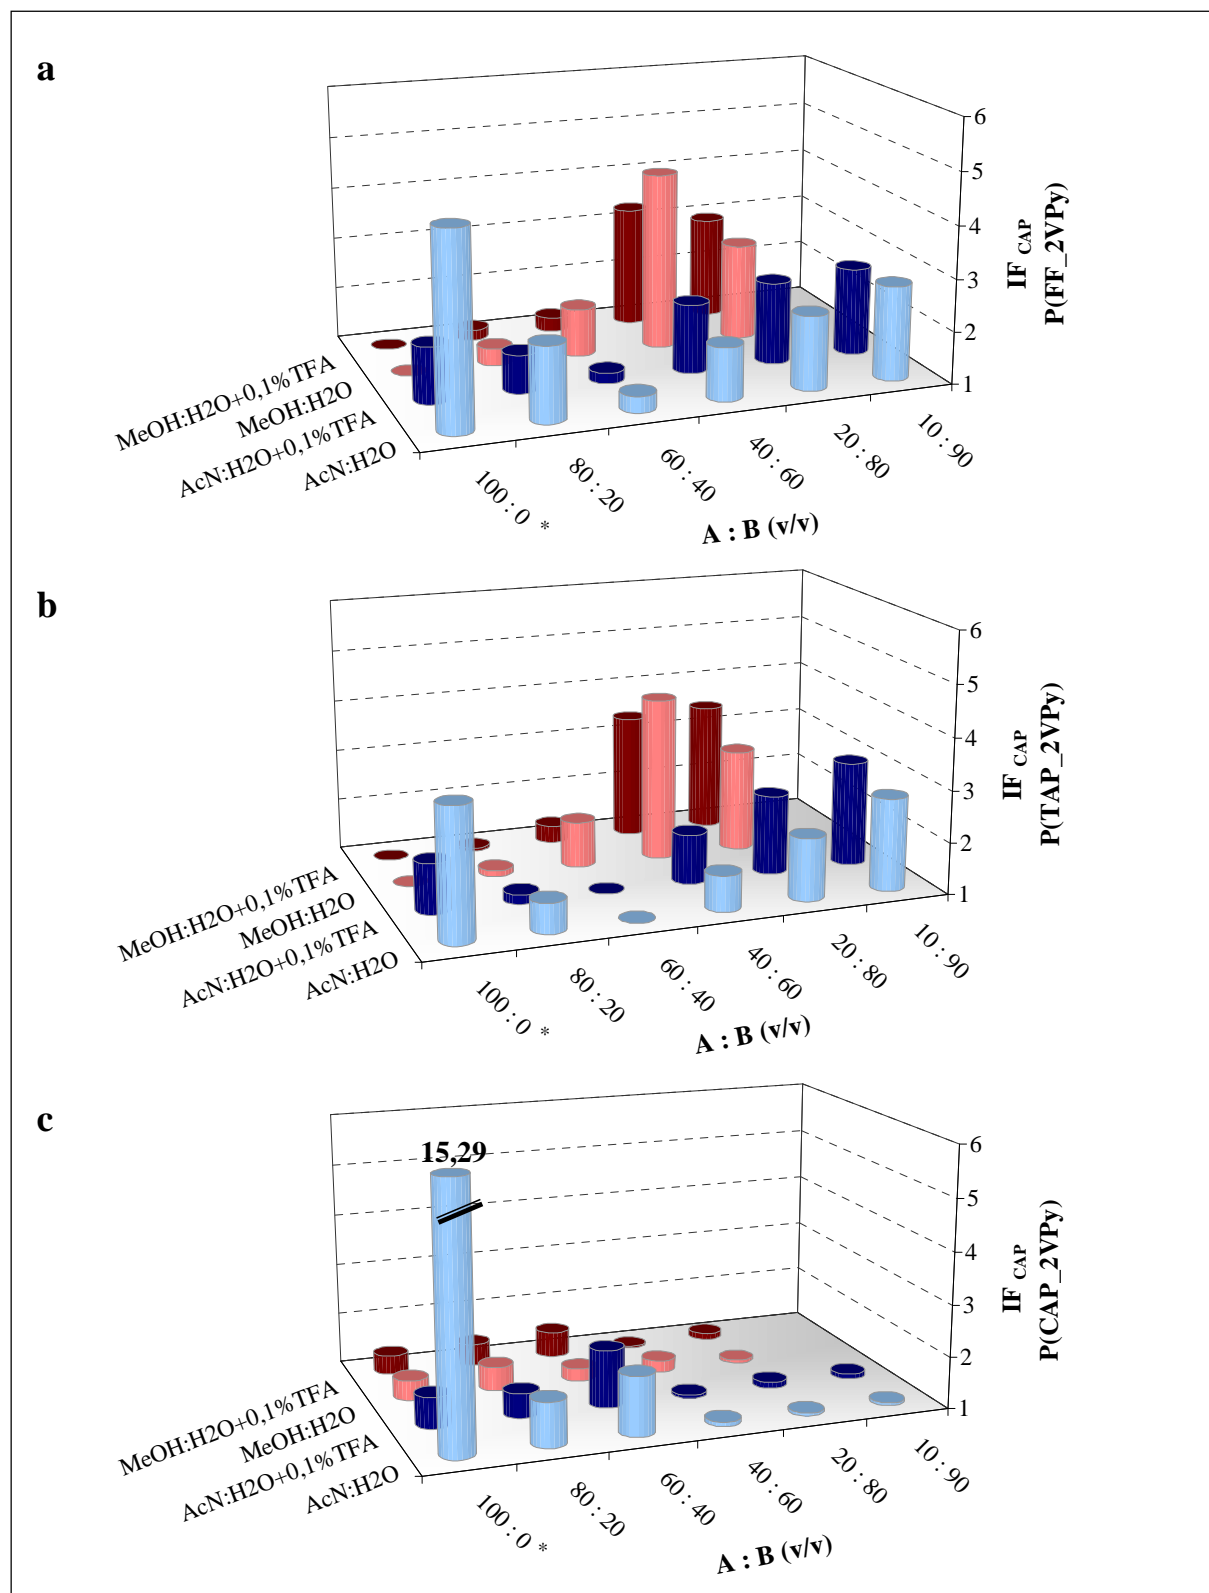 a
6
5
4
3
2
1
IF CAP
P(FF_2VPy)
MeOH:H2O+0,1%TFA
MeOH:H2O
AcN:H2O+0,1%TFA
AcN:H2O
100 : 0 *
80 : 20
60 : 40
40 : 60
20 : 80
10 : 90
A : B (v/v)
b
6
5
4
3
2
1
IF CAP
P(TAP_2VPy)
MeOH:H2O+0,1%TFA
MeOH:H2O
AcN:H2O+0,1%TFA
AcN:H2O
100 : 0 *
80 : 20
60 : 40
40 : 60
20 : 80
10 : 90
A : B (v/v)
c
15,29
6
5
4
3
2
1
IF CAP
P(CAP_2VPy)
MeOH:H2O+0,1%TFA
MeOH:H2O
AcN:H2O+0,1%TFA
AcN:H2O
100 : 0 *
80 : 20
60 : 40
40 : 60
20 : 80
10 : 90
A : B (v/v)